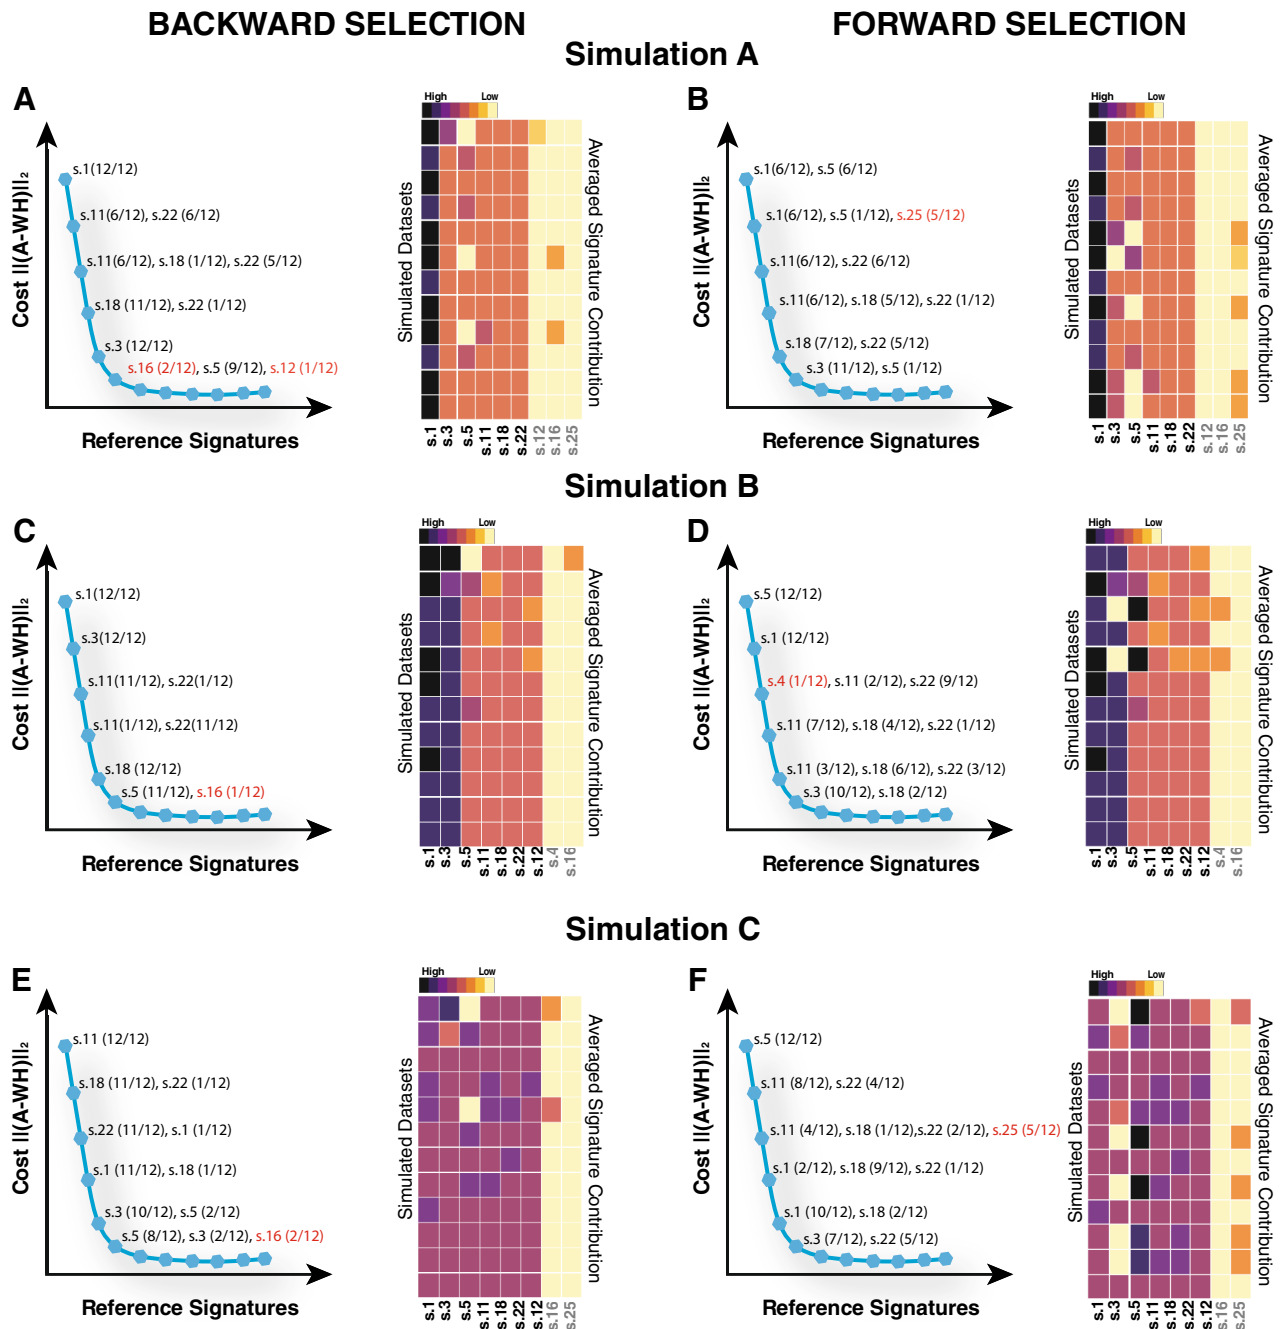 BACKWARD SELECTION
FORWARD SELECTION
Simulation A
A
Cost II(A-WH)II₂
s.1(12/12)
s.11(6/12), s.22 (6/12)
s.11(6/12), s.18 (1/12), s.22 (5/12)
s.18 (11/12), s.22 (1/12)
s.3 (12/12)
s.16 (2/12), s.5 (9/12), s.12 (1/12)
Reference Signatures
High Low
Simulated Datasets
Averaged Signature Contribution
s.1 s.3 s.5 s.11 s.18 s.22 s.12 s.16 s.25
B
Cost II(A-WH)II₂
s.1(6/12), s.5 (6/12)
s.1(6/12), s.5 (1/12), s.25 (5/12)
s.11(6/12), s.22 (6/12)
s.11(6/12), s.18 (5/12), s.22 (1/12)
s.18 (7/12), s.22 (5/12)
s.3 (11/12), s.5 (1/12)
Reference Signatures
High Low
Simulated Datasets
Averaged Signature Contribution
s.1 s.3 s.5 s.11 s.18 s.22 s.12 s.16 s.25
Simulation B
C
Cost II(A-WH)II₂
s.1(12/12)
s.3(12/12)
s.11(11/12), s.22(1/12)
s.11(1/12), s.22(11/12)
s.18 (12/12)
s.5 (11/12), s.16 (1/12)
Reference Signatures
High Low
Simulated Datasets
Averaged Signature Contribution
s.1 s.3 s.5 s.11 s.18 s.22 s.12 s.4 s.16
D
Cost II(A-WH)II₂
s.5 (12/12)
s.1 (12/12)
s.4 (1/12), s.11 (2/12), s.22 (9/12)
s.11 (7/12), s.18 (4/12), s.22 (1/12)
s.11 (3/12), s.18 (6/12), s.22 (3/12)
s.3 (10/12), s.18 (2/12)
Reference Signatures
High Low
Simulated Datasets
Averaged Signature Contribution
s.1 s.3 s.5 s.11 s.18 s.22 s.12 s.4 s.16
Simulation C
E
Cost II(A-WH)II₂
s.11 (12/12)
s.18 (11/12), s.22 (1/12)
s.22 (11/12), s.1 (1/12)
s.1 (11/12), s.18 (1/12)
s.3 (10/12), s.5 (2/12)
s.5 (8/12), s.3 (2/12), s.16 (2/12)
Reference Signatures
High Low
Simulated Datasets
Averaged Signature Contribution
s.1 s.3 s.5 s.11 s.18 s.22 s.12 s.16 s.25
F
Cost II(A-WH)II₂
s.5 (12/12)
s.11 (8/12), s.22 (4/12)
s.11 (4/12), s.18 (1/12),s.22 (2/12), s.25 (5/12)
s.1 (2/12), s.18 (9/12), s.22 (1/12)
s.1 (10/12), s.18 (2/12)
s.3 (7/12), s.22 (5/12)
Reference Signatures
High Low
Simulated Datasets
Averaged Signature Contribution
s.1 s.3 s.5 s.11 s.18 s.22 s.12 s.16 s.25